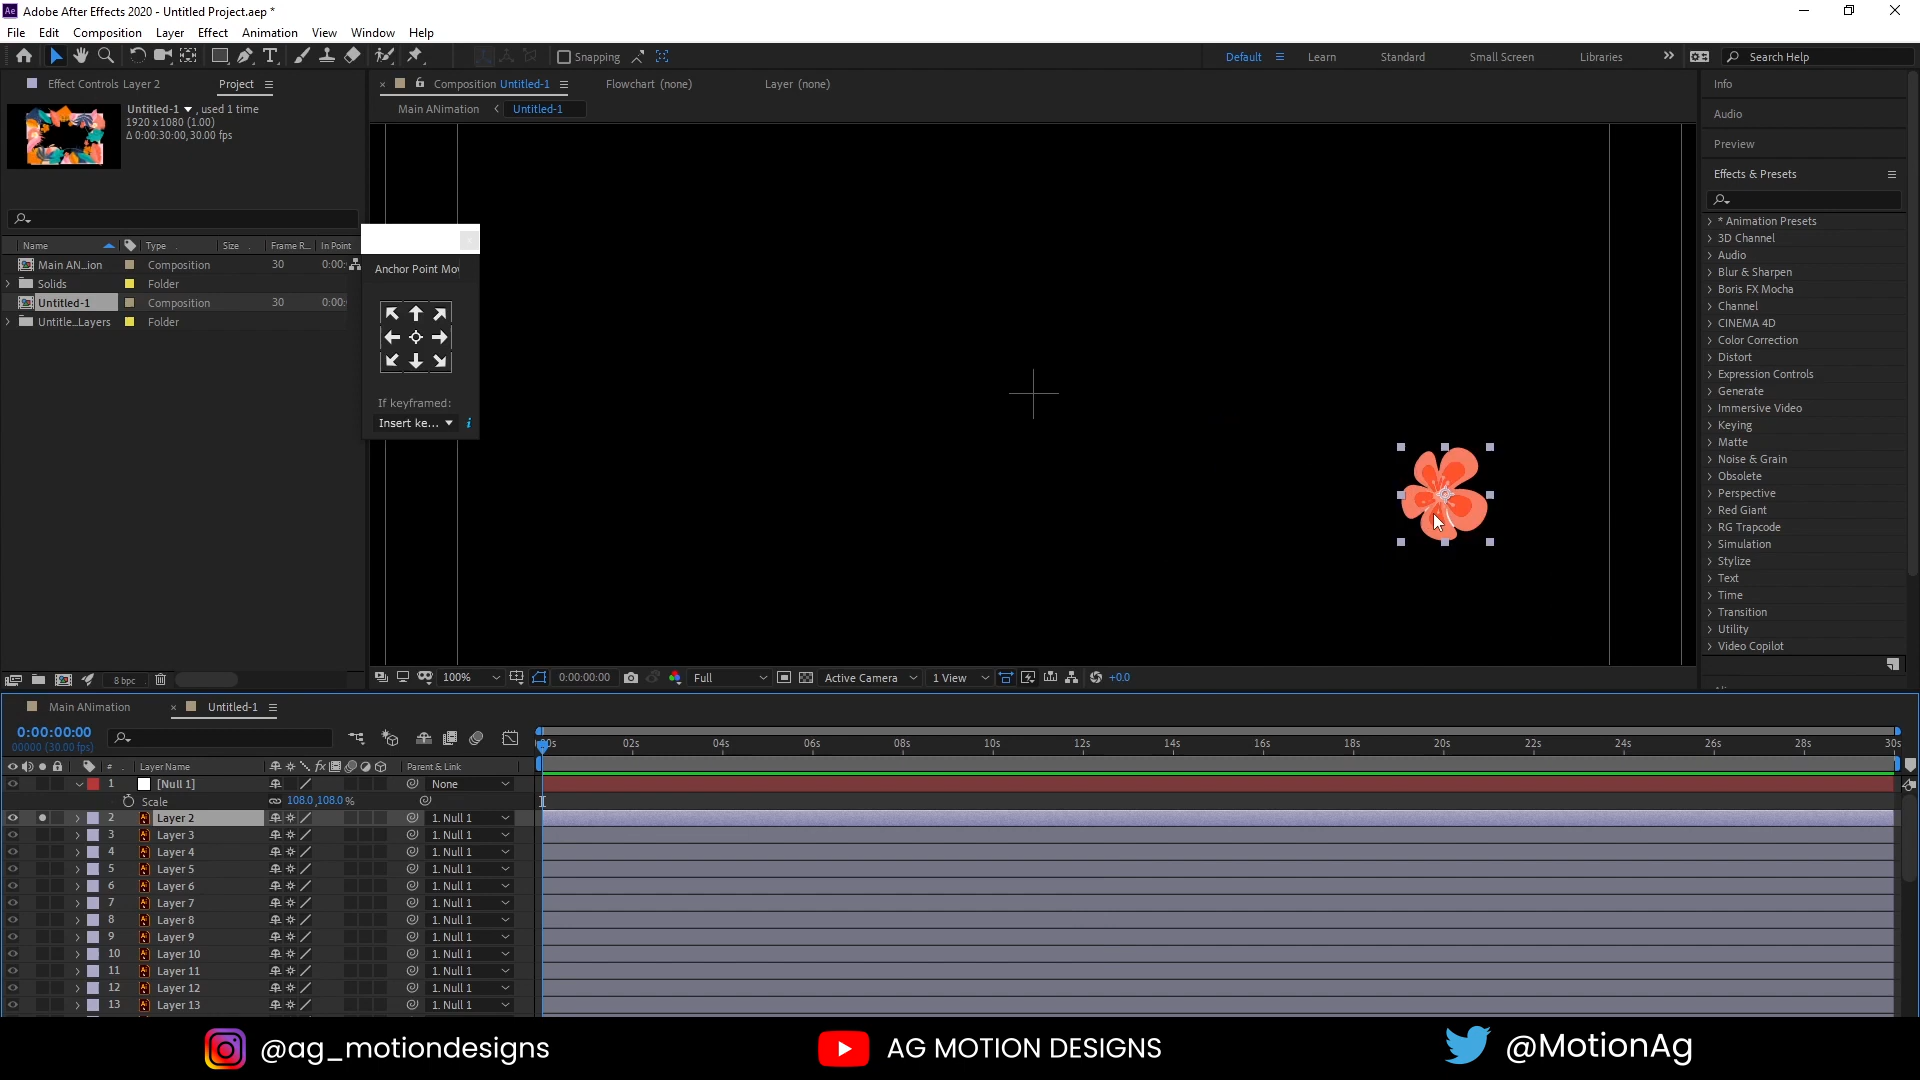 Adobe After Effects 2020 - Untitled Project.aep *
File Edit Composition Layer Effect Animation View Window Help
Snapping
Default Learn Standard Small Screen Libraries Search Help
Effect Controls Layer 2 Project
Untitled-1 , used 1 time
1920 x 1080 (1.00)
Δ 0:00:30:00, 30.00 fps
Name Type Size Frame R... In Point
Main AN...ion Composition 30 0:00:
Solids Folder
Untitled-1 Composition 30 0:00:
Untitle...Layers Folder
8 bpc
Composition Untitled-1 Flowchart (none) Layer (none)
Main ANimation Untitled-1
Anchor Point Mov
If keyframed:
Insert ke...
100% 0:00:00:00 Full Active Camera 1 View +0.0
Info
Audio
Preview
Effects & Presets
* Animation Presets
3D Channel
Audio
Blur & Sharpen
Boris FX Mocha
Channel
CINEMA 4D
Color Correction
Distort
Expression Controls
Generate
Immersive Video
Keying
Matte
Noise & Grain
Obsolete
Perspective
Red Giant
RG Trapcode
Simulation
Stylize
Text
Time
Transition
Utility
Video Copilot
Main ANimation Untitled-1
0:00:00:00
00000 (30.00 fps)
02s 04s 06s 08s 10s 12s 14s 16s 18s 20s 22s 24s 26s 28s 30s
# Layer Name fx Parent & Link
1 [Null 1] None
Scale 108.0,108.0 %
2 Layer 2 1. Null 1
3 Layer 3 1. Null 1
4 Layer 4 1. Null 1
5 Layer 5 1. Null 1
6 Layer 6 1. Null 1
7 Layer 7 1. Null 1
8 Layer 8 1. Null 1
9 Layer 9 1. Null 1
10 Layer 10 1. Null 1
11 Layer 11 1. Null 1
12 Layer 12 1. Null 1
13 Layer 13 1. Null 1
@ag_motiondesigns AG MOTION DESIGNS @MotionAg